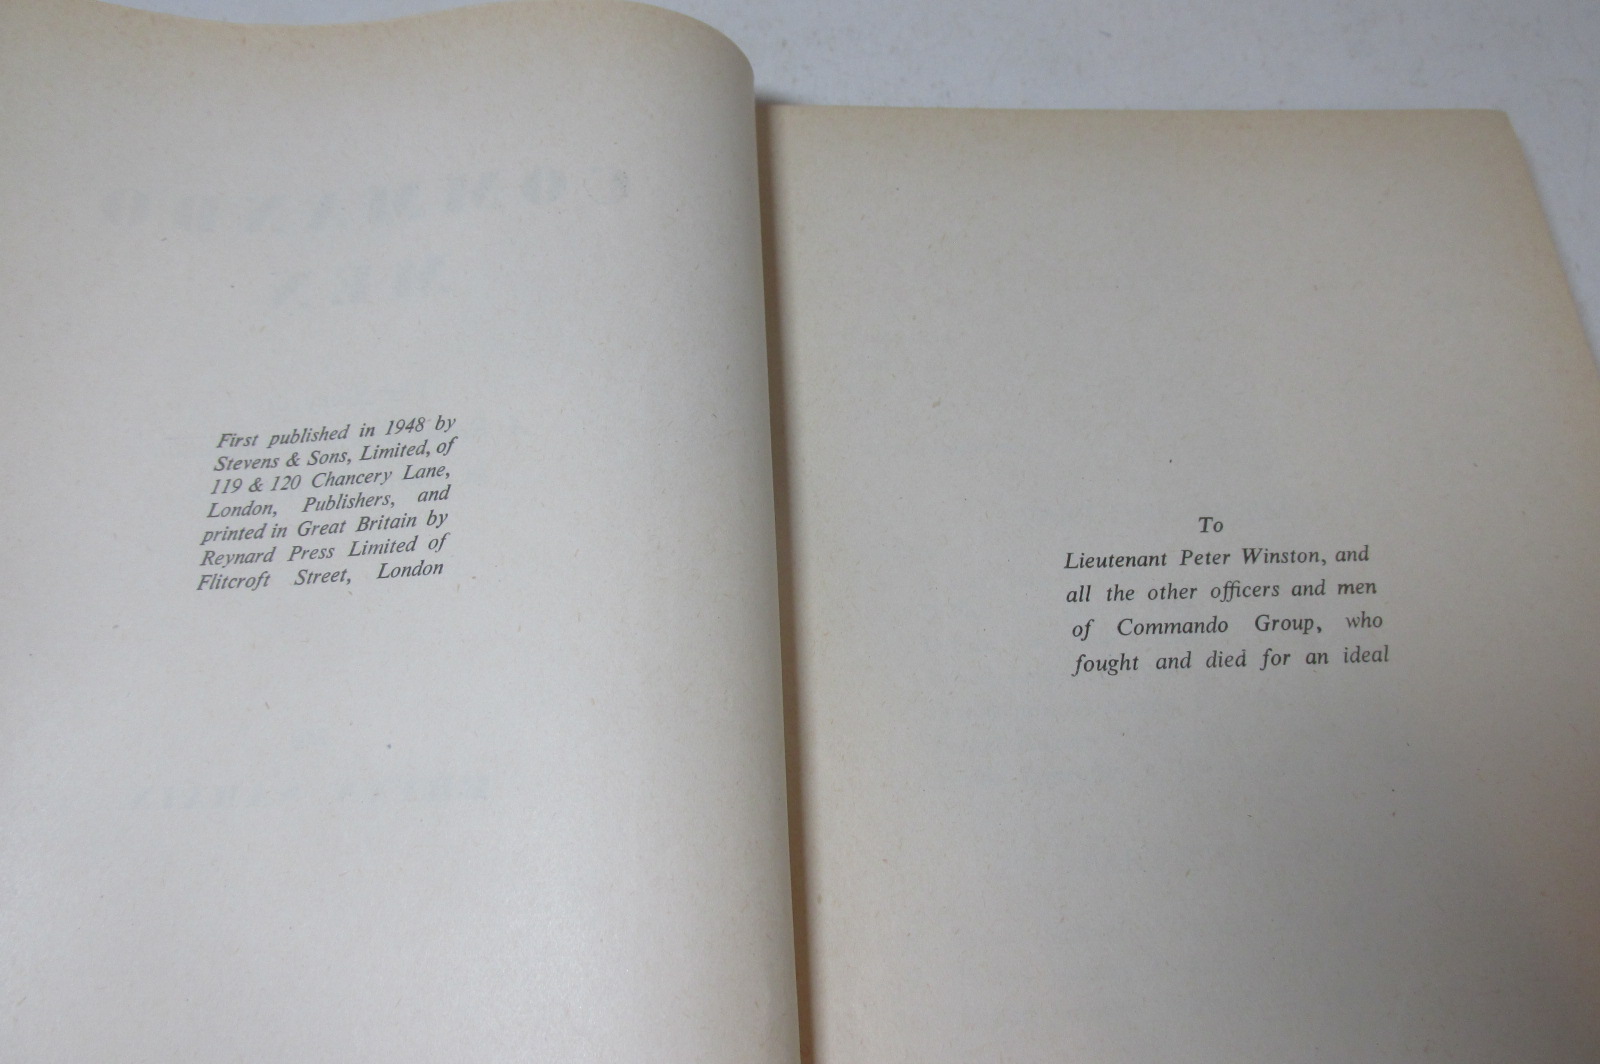 First published in 1948 by
Stevens & Sons, Limited, of
119 & 120 Chancery Lane,
London, Publishers, and
printed in Great Britain by
Reynard Press Limited of
Flitcroft Street, London
To
Lieutenant Peter Winston, and
all the other officers and men
of Commando Group, who
fought and died for an ideal